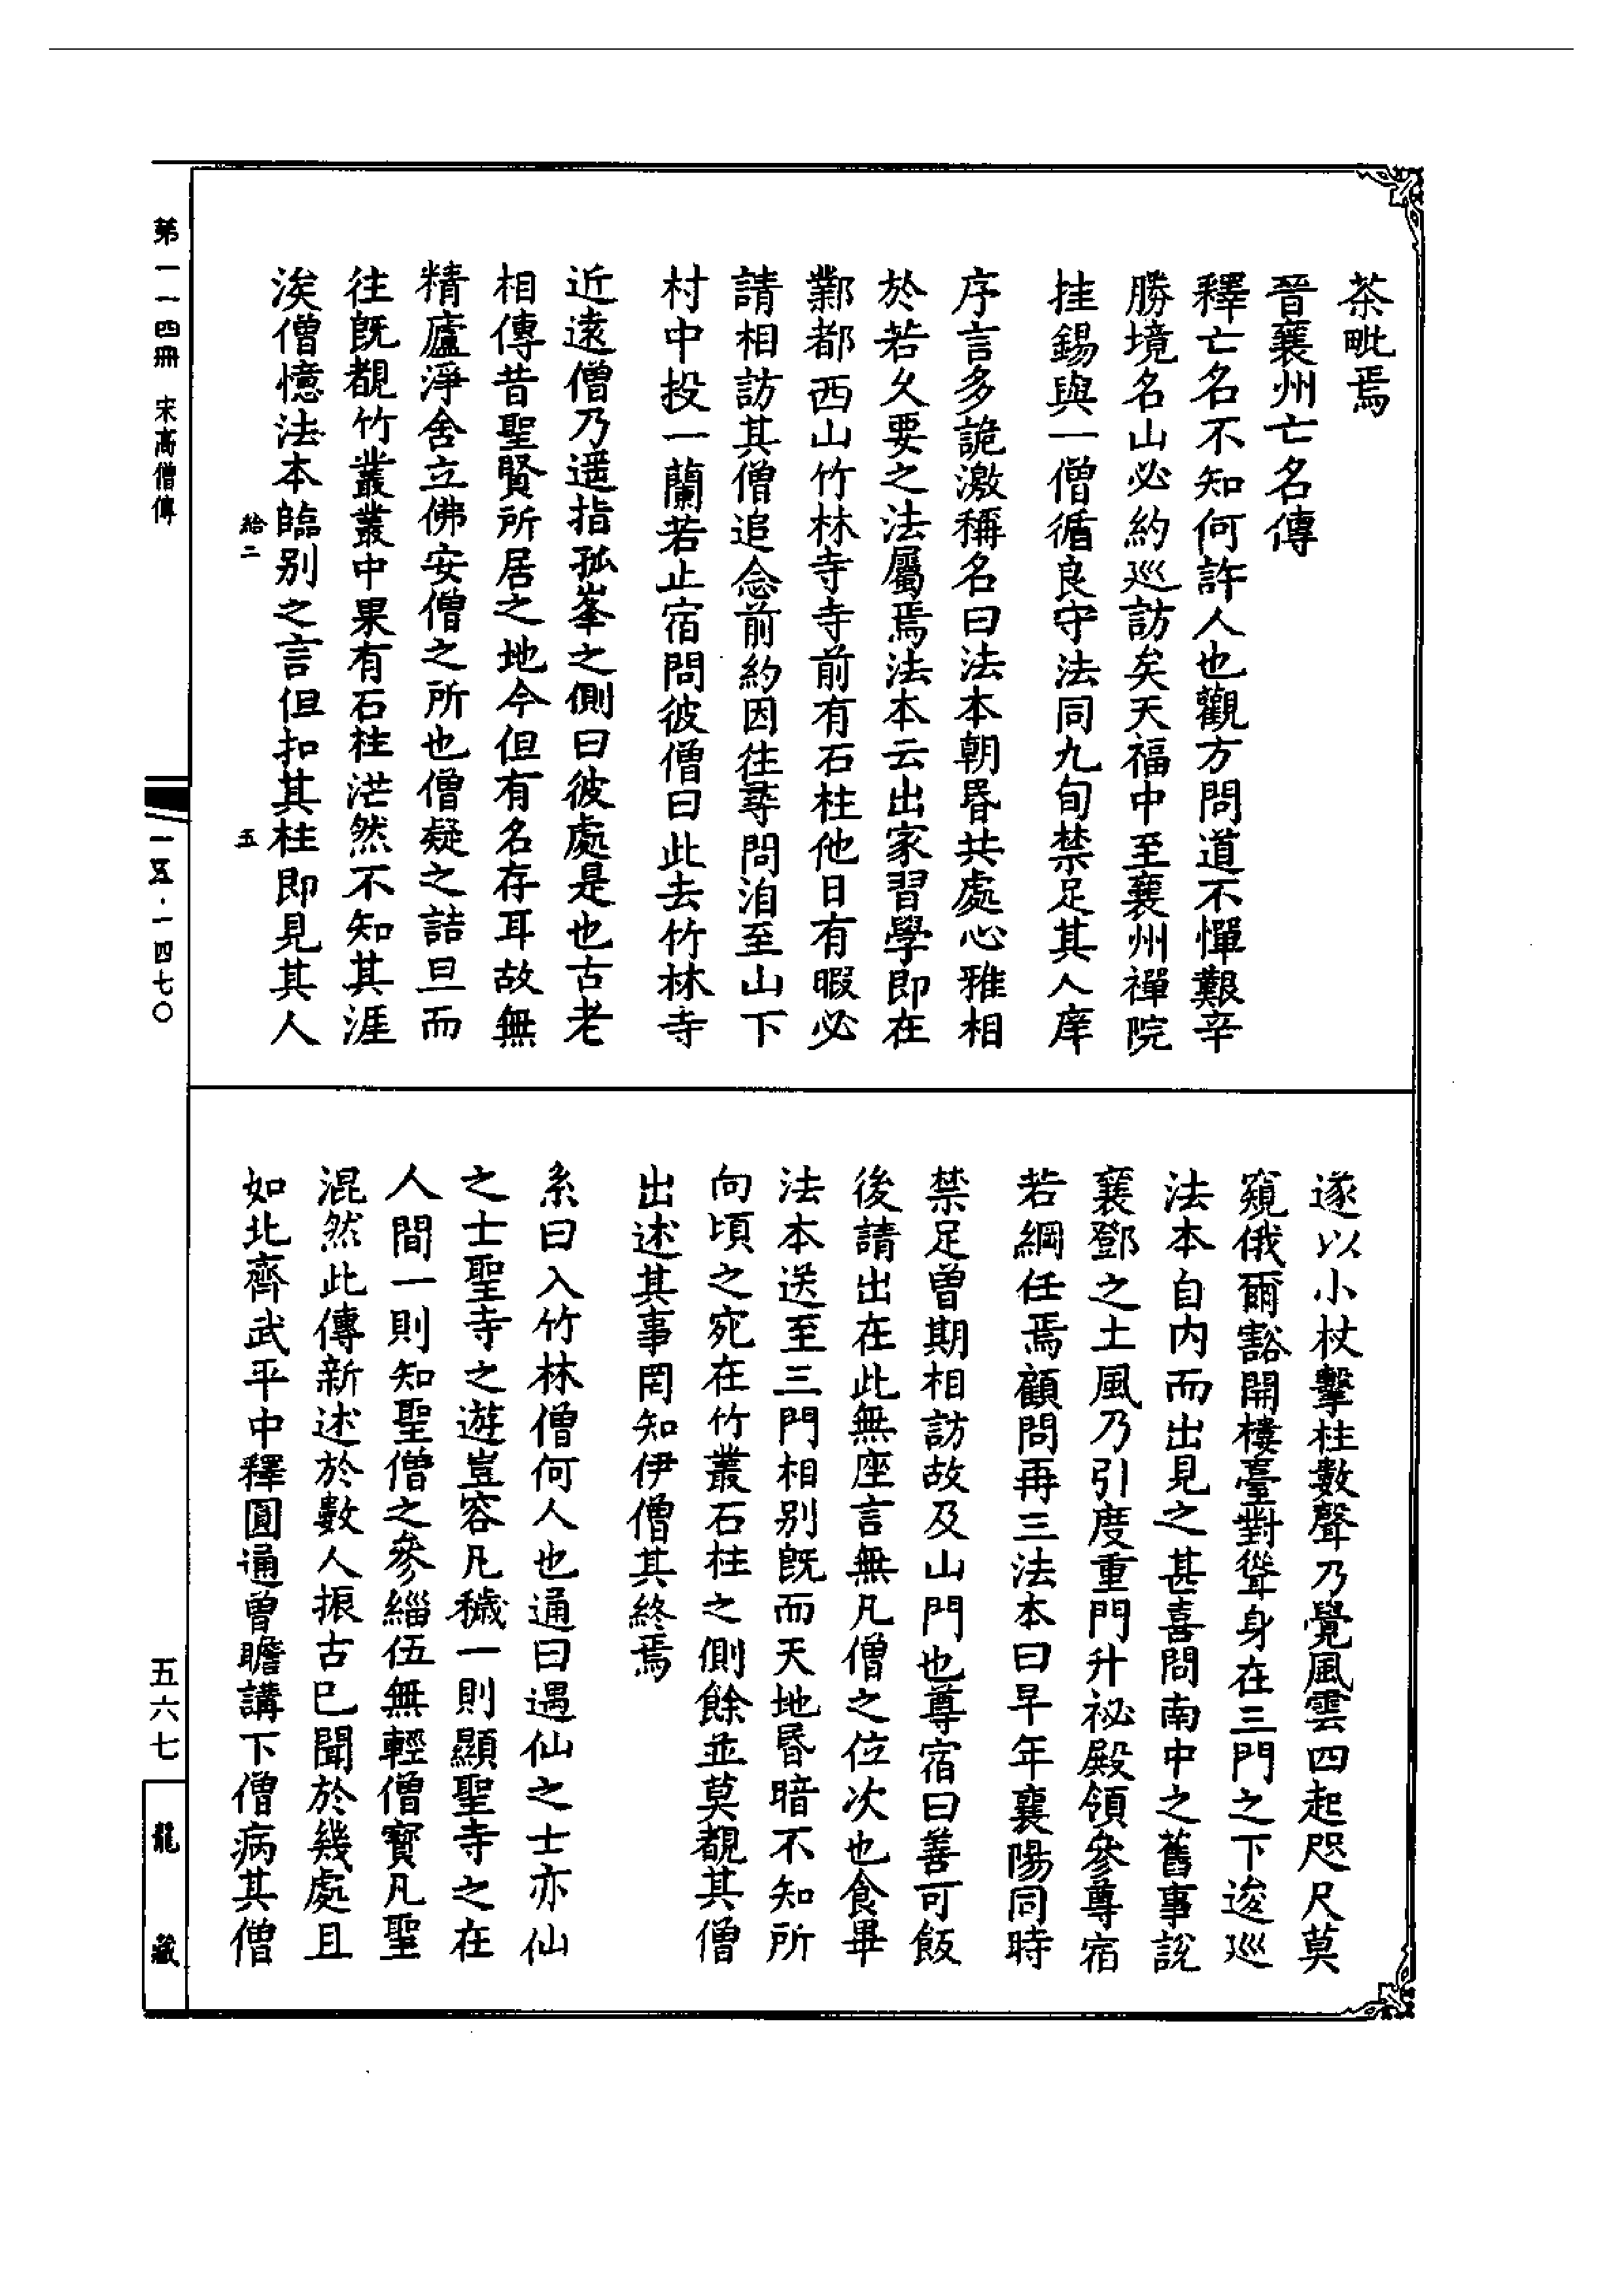 茶毗焉
晉襄州亡名傳
釋亡名不知何許人也觀方問道不憚艱辛
勝境名山必約巡訪矣天福中至襄州禪院
挂錫與一僧循良守法同九旬禁足其人庠
序言多詭激稱名曰法本朝昬共處心雅相
於若久要之法屬焉法本云出家習學即在
鄴都西山竹林寺寺前有石柱他日有暇必
請相訪其僧追念前約因往尋問洎至山下
村中投一蘭若止宿問彼僧曰此去竹林寺
近遠僧乃遥指孤峯之側曰彼處是也古老
相傳昔聖賢所居之地今但有名存耳故無
精廬淨舍立佛安僧之所也僧疑之詰旦而
往既覩竹叢叢中果有石柱茫然不知其涯
涘僧憶法本臨别之言但扣其柱即見其人
遂以小杖擊柱數聲乃覺風雲四起咫尺莫
窺俄爾豁開樓臺對聳身在三門之下逡巡
法本自内而出見之甚喜問南中之舊事說
襄鄧之土風乃引度重門升祕殿領參尊宿
若綱任焉顧問再三法本曰早年襄陽同時
禁足曾期相訪故及山門也尊宿曰善可飯
後請出在此無座言無凡僧之位次也食畢
法本送至三門相别既而天地昬暗不知所
向頃之宛在竹叢石柱之側餘並莫覩其僧
出述其事罔知伊僧其終焉
系曰入竹林僧何人也通曰遇仙之士亦仙
之士聖寺之遊豈容凡穢一則顯聖寺之在
人間一則知聖僧之參緇伍無輕僧寳凡聖
混然此傳新述於數人振古已聞於幾處且
如北齊武平中釋圓通曾瞻講下僧病其僧
第一一四冊 宋高僧傳
給二
五
一五·一四七〇
五六七
龍藏